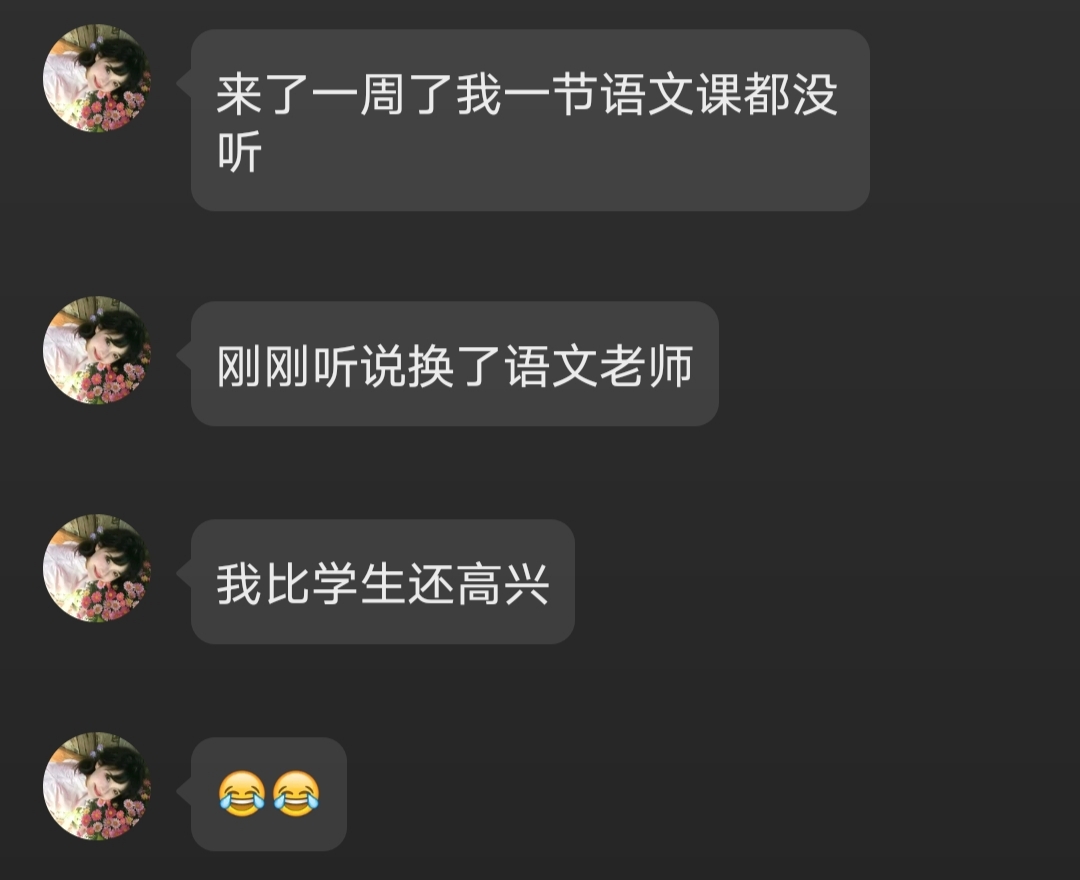 来了一周了我一节语文课都没
听
刚刚听说换了语文老师
我比学生还高兴
😂😂